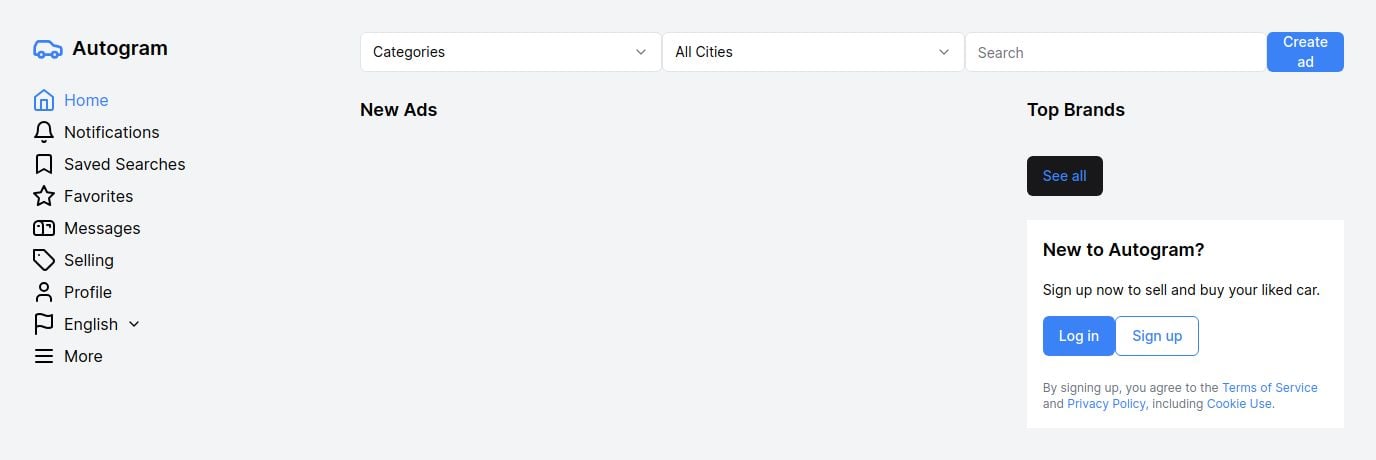 Autogram
Home
Notifications
Saved Searches
Favorites
Messages
Selling
Profile
English
More
Categories
All Cities
Search
Create
ad
New Ads
Top Brands
See all
New to Autogram?
Sign up now to sell and buy your liked car.
Log in
Sign up
By signing up, you agree to the Terms of Service
and Privacy Policy, including Cookie Use.